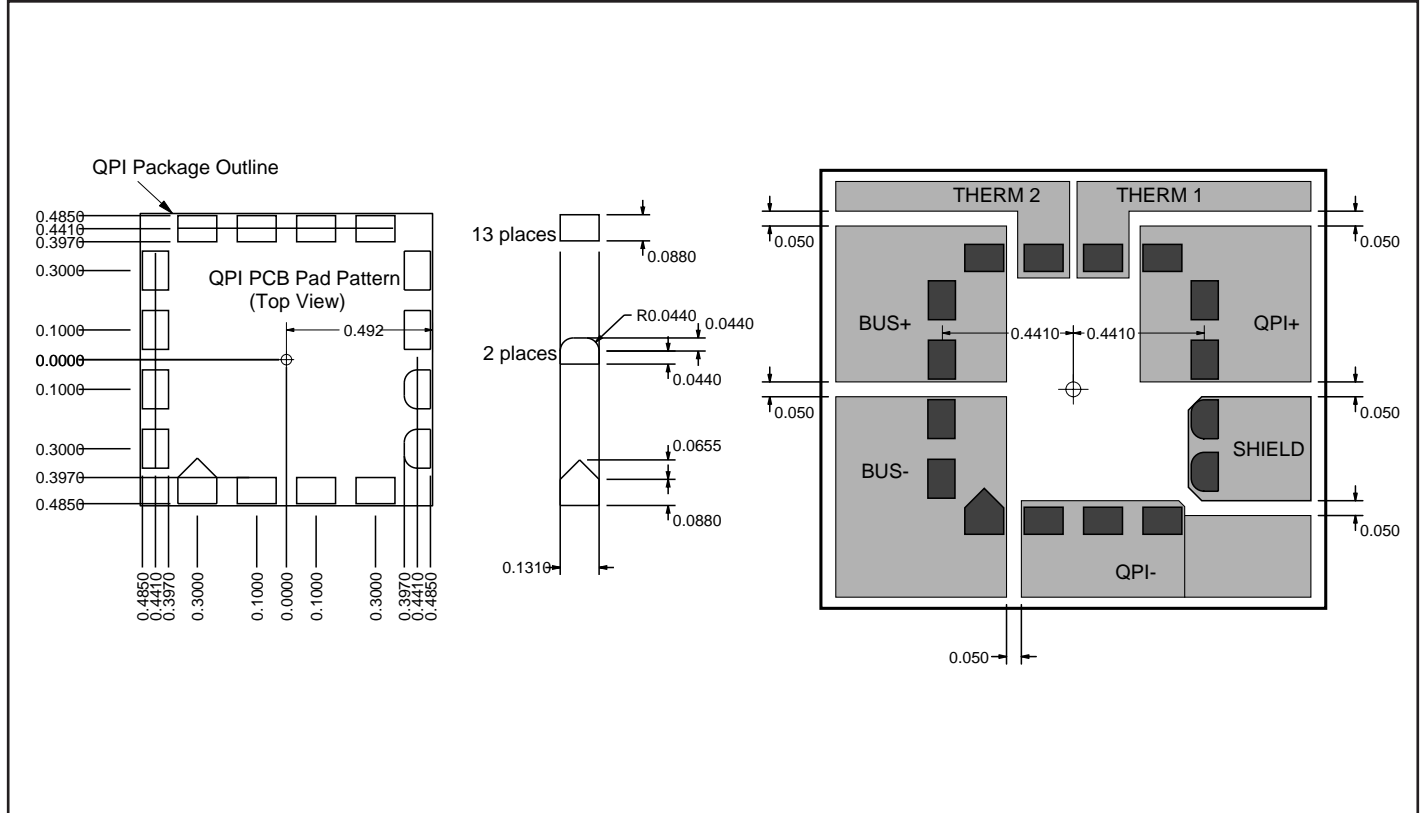 QPI Package Outline
0.4850
0.4410
0.3970
0.3000
0.1000
0.0000
0.1000
0.3000
0.3970
0.4850
QPI PCB Pad Pattern
(Top View)
0.492
0.4850
0.4410
0.3970
0.3000
0.1000
0.0000
0.1000
0.3000
0.3970
0.4410
0.4850
13 places
0.0880
R0.0440
0.0440
2 places
0.0440
0.0655
0.0880
0.1310
THERM 2
THERM 1
0.050
0.050
BUS+
0.4410
0.4410
QPI+
0.050
0.050
BUS-
SHIELD
0.050
QPI-
0.050